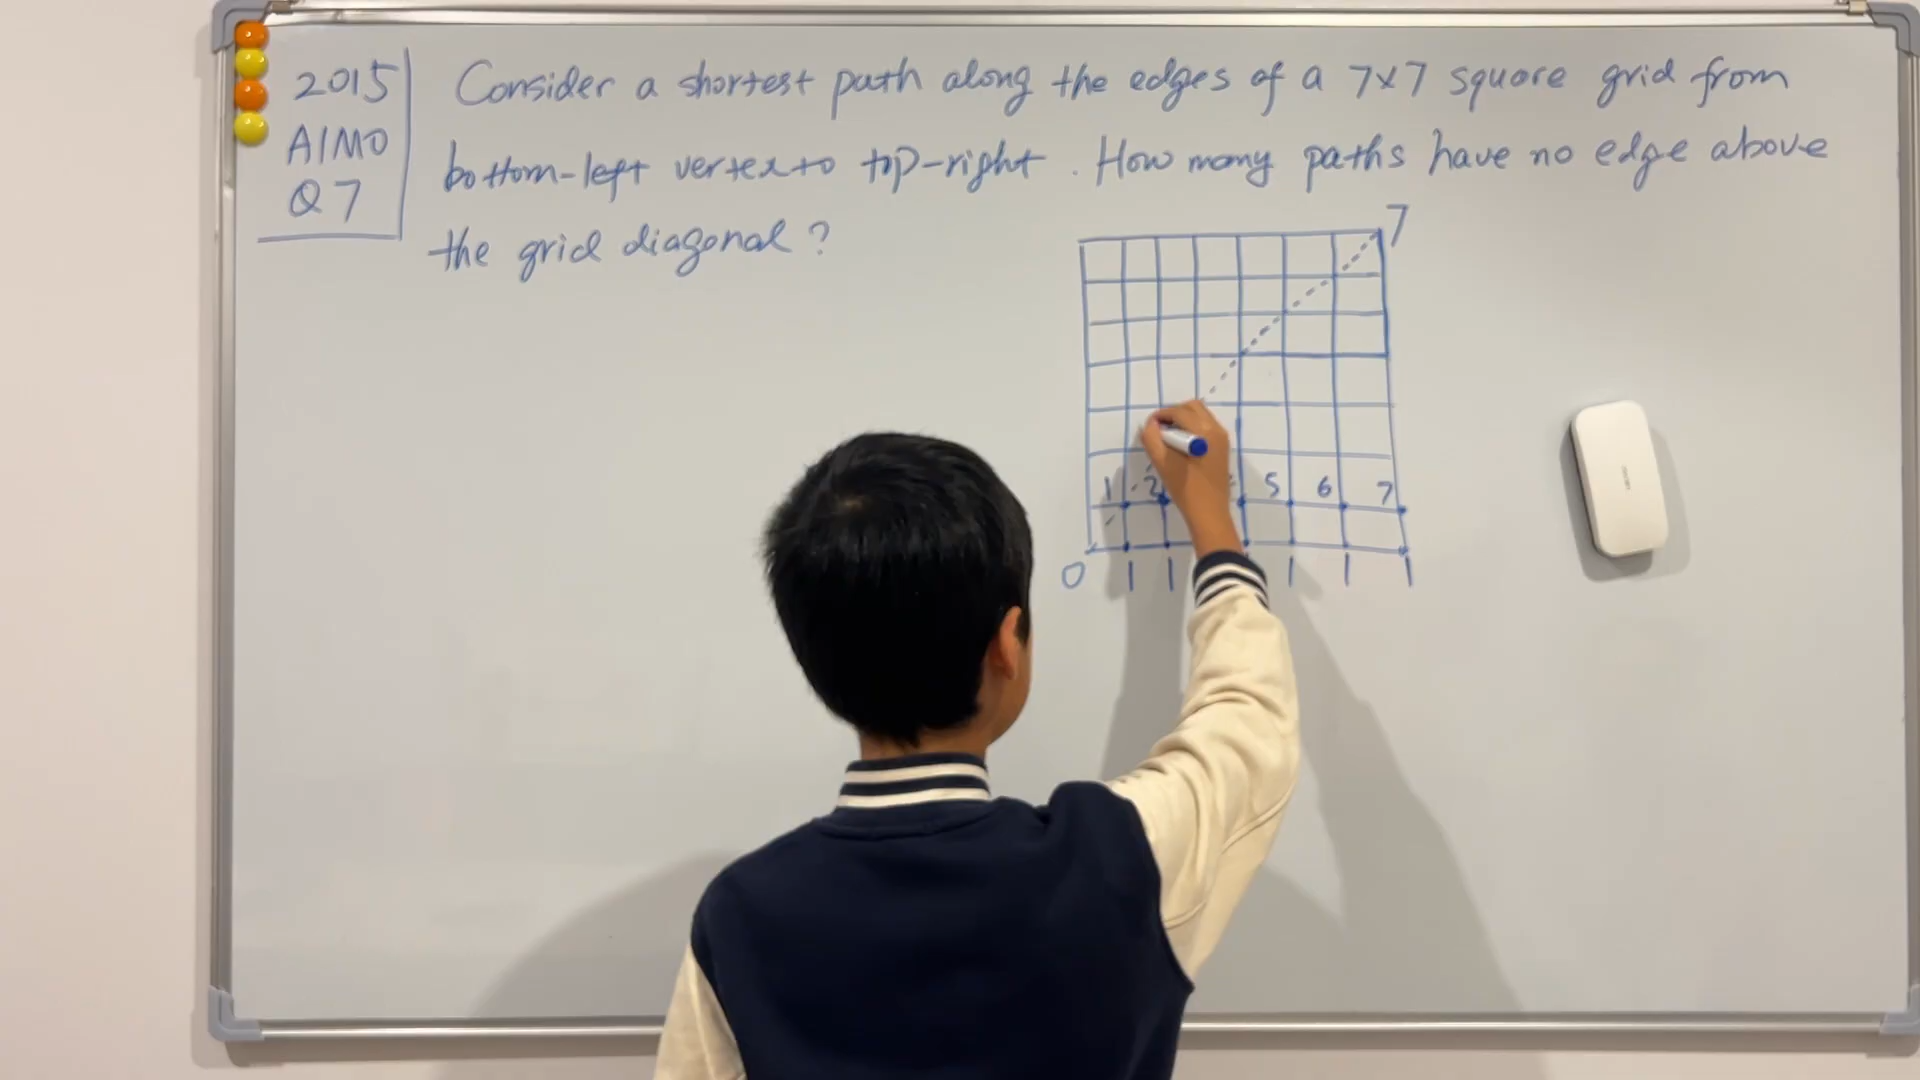 2015
AIMO
Q7
Consider a shortest path along the edges of a 7x7 square grid from
bottom-left vertex to top-right. How many paths have no edge above
the grid diagonal?
7
1 2 5 6 7
0 1 1 1 1 1